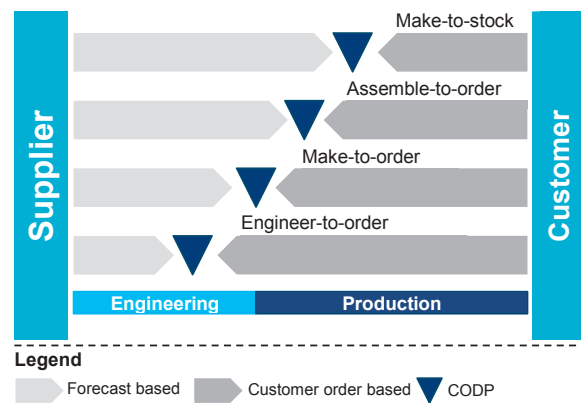 Supplier
Make-to-stock
Assemble-to-order
Make-to-order
Engineer-to-order
Customer
Engineering
Production
Legend
Forecast based
Customer order based
CODP